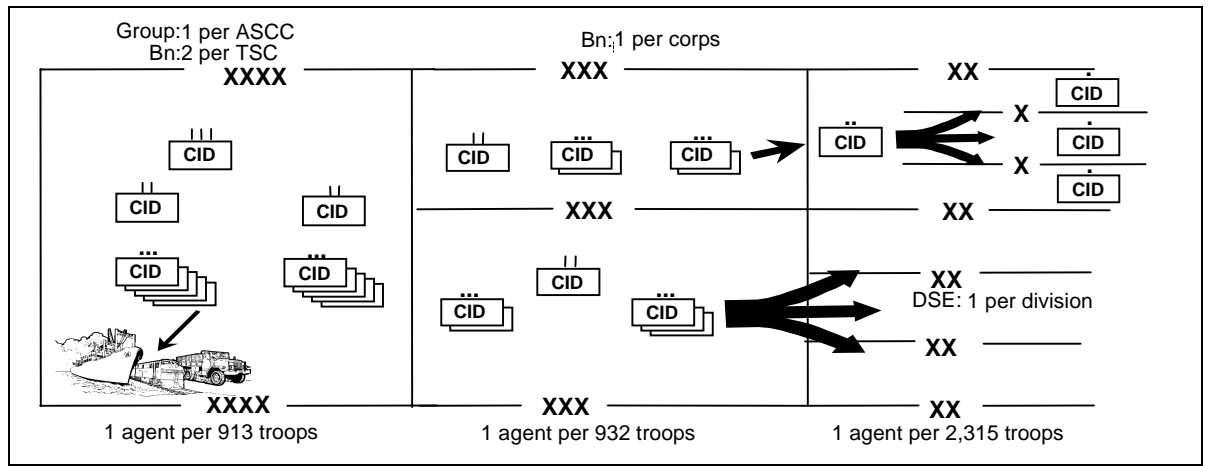 Group:1 per ASCC
Bn:2 per TSC
Bn:1 per corps
XXXX
XXX
XX
CID
X
CID
CID
CID
CID
CID
CID
X
CID
CID
CID
XXX
XX
CID
CID
CID
XX
DSE: 1 per division
CID
CID
XX
XXXX
XXX
XX
1 agent per 913 troops
1 agent per 932 troops
1 agent per 2,315 troops